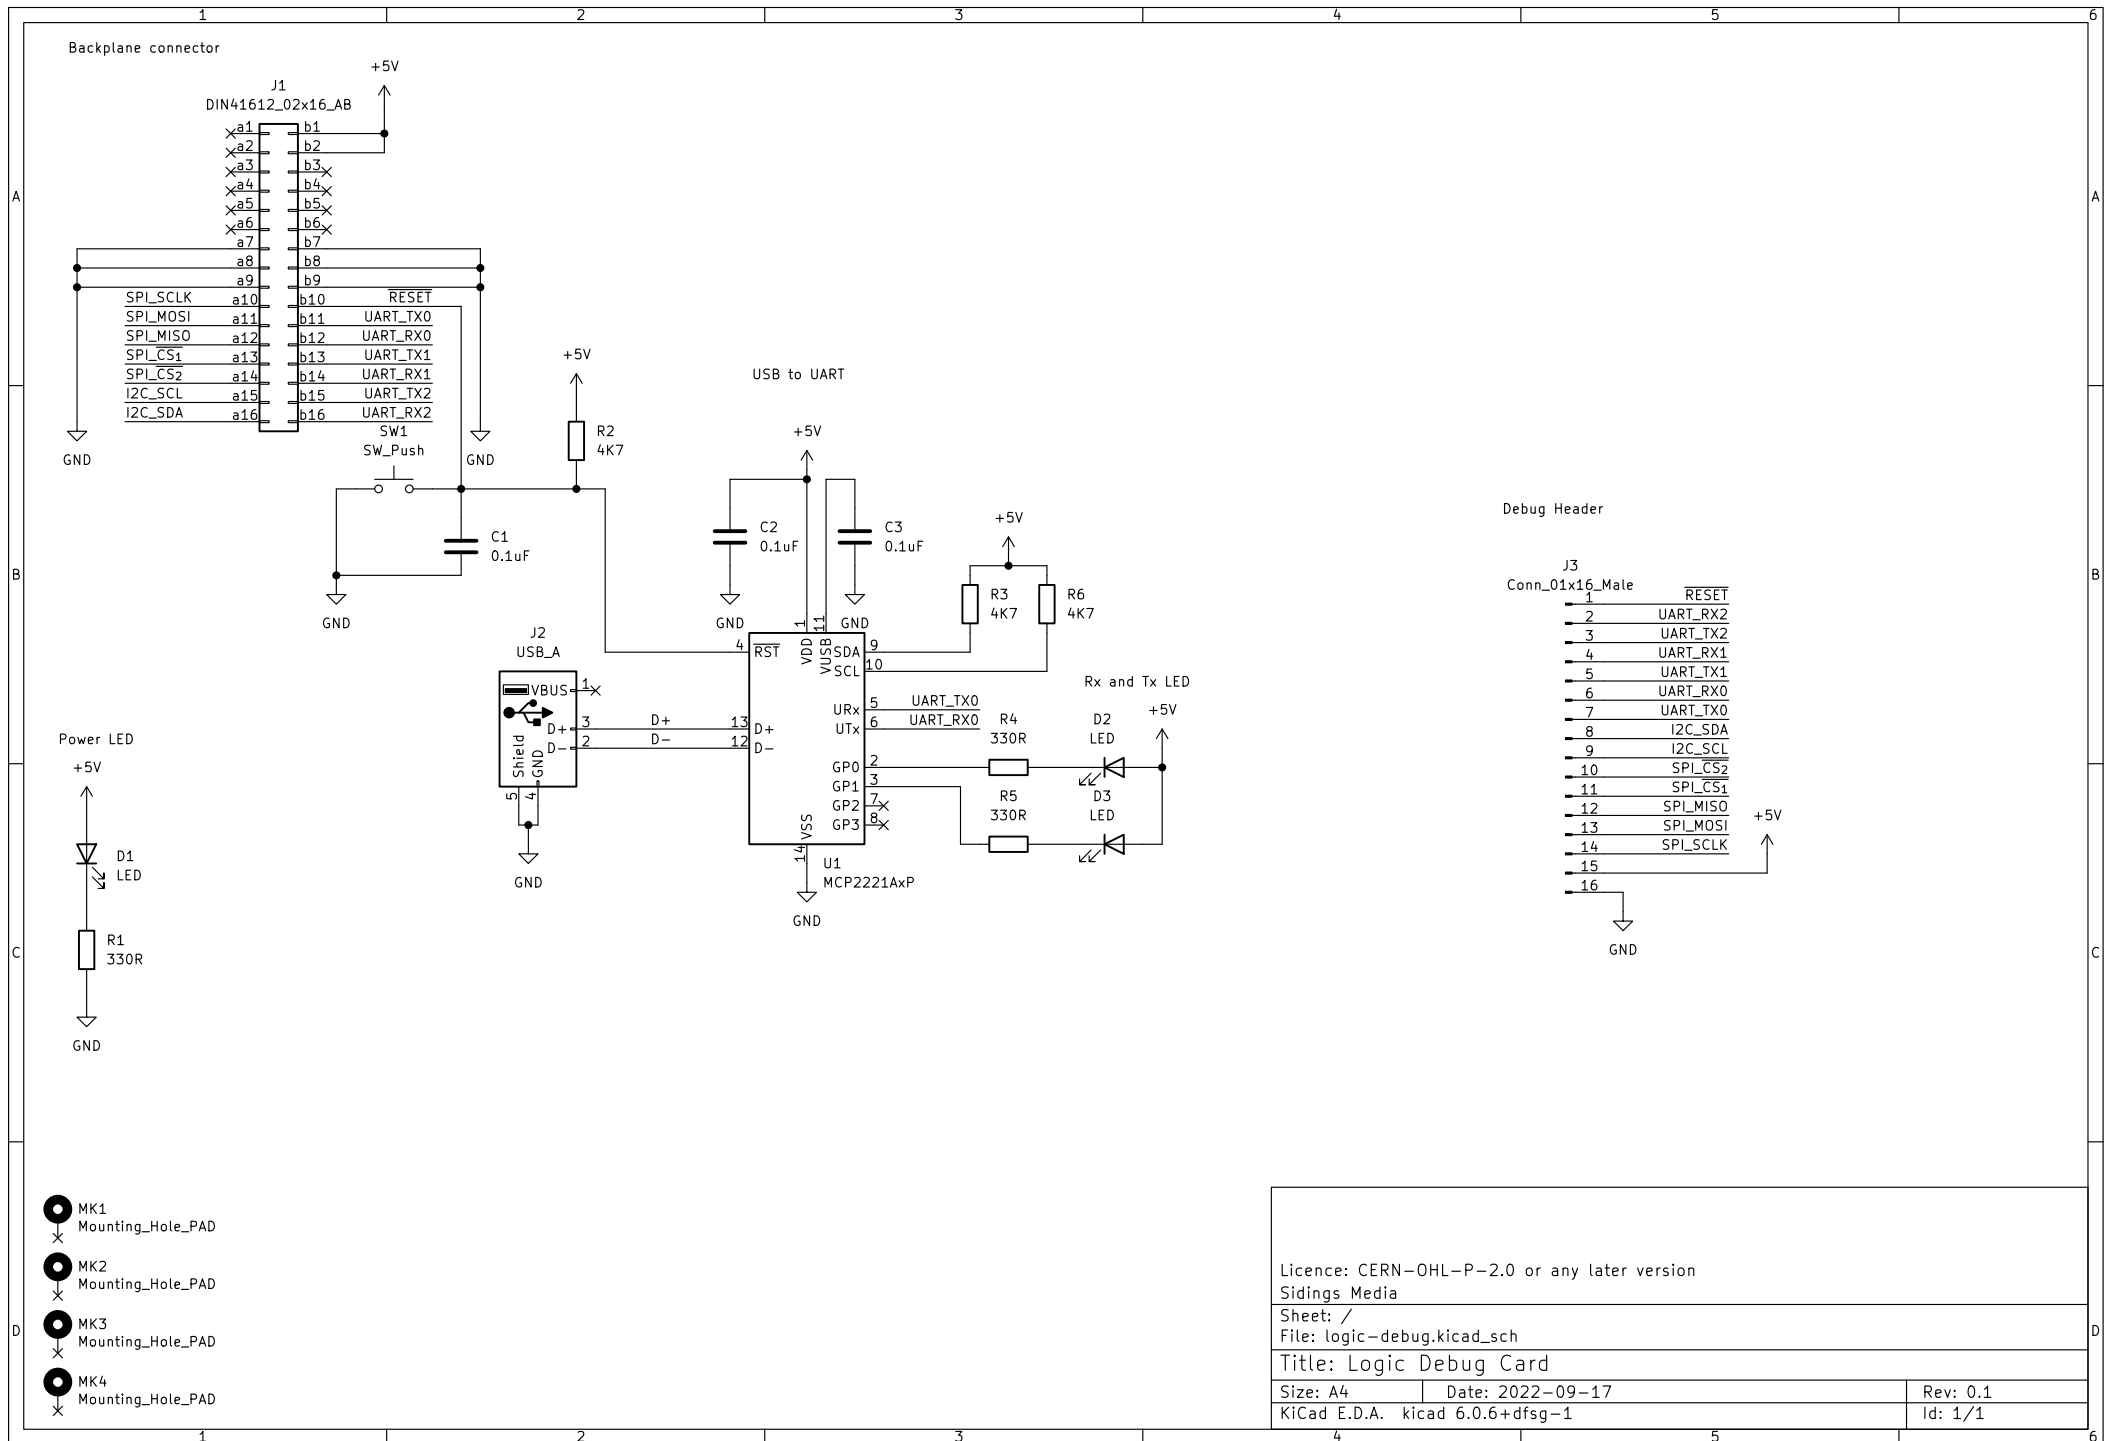 1 2 3 4 5 6
Backplane connector
+5V
J1
DIN41612_02x16_AB
a1 b1
a2 b2
a3 b3
a4 b4
a5 b5
a6 b6
a7 b7
a8 b8
a9 b9
SPI_SCLK a10 b10 RESET
SPI_MOSI a11 b11 UART_TX0
SPI_MISO a12 b12 UART_RX0
SPI_CS1 a13 b13 UART_TX1
SPI_CS2 a14 b14 UART_RX1
I2C_SCL a15 b15 UART_TX2
I2C_SDA a16 b16 UART_RX2
GND
GND
SW1
SW_Push
+5V
R2
4K7
C1
0.1uF
GND
USB to UART
+5V
C2
0.1uF
GND
C3
0.1uF
GND
+5V
R3
4K7
R6
4K7
J2
USB_A
VBUS 1
D+ 3
D- 2
Shield
GND
5 4
GND
D+
D-
4 RST
13 D+
12 D-
1
VDD
11
VUSB
SDA 9
SCL 10
URx 5 UART_TX0
UTx 6 UART_RX0
GP0 2
GP1 3
GP2 7
GP3 8
VSS
14
U1
MCP2221AxP
GND
Rx and Tx LED
+5V
R4
330R
D2
LED
R5
330R
D3
LED
Debug Header
J3
Conn_01x16_Male
1 RESET
2 UART_RX2
3 UART_TX2
4 UART_RX1
5 UART_TX1
6 UART_RX0
7 UART_TX0
8 I2C_SDA
9 I2C_SCL
10 SPI_CS2
11 SPI_CS1
12 SPI_MISO
13 SPI_MOSI
14 SPI_SCLK
15
16
+5V
GND
Power LED
+5V
D1
LED
R1
330R
GND
MK1
Mounting_Hole_PAD
MK2
Mounting_Hole_PAD
MK3
Mounting_Hole_PAD
MK4
Mounting_Hole_PAD
A A
B B
C C
D D
Licence: CERN-OHL-P-2.0 or any later version
Sidings Media
Sheet: /
File: logic-debug.kicad_sch
Title: Logic Debug Card
Size: A4 Date: 2022-09-17 Rev: 0.1
KiCad E.D.A. kicad 6.0.6+dfsg-1 Id: 1/1
1 2 3 4 5 6